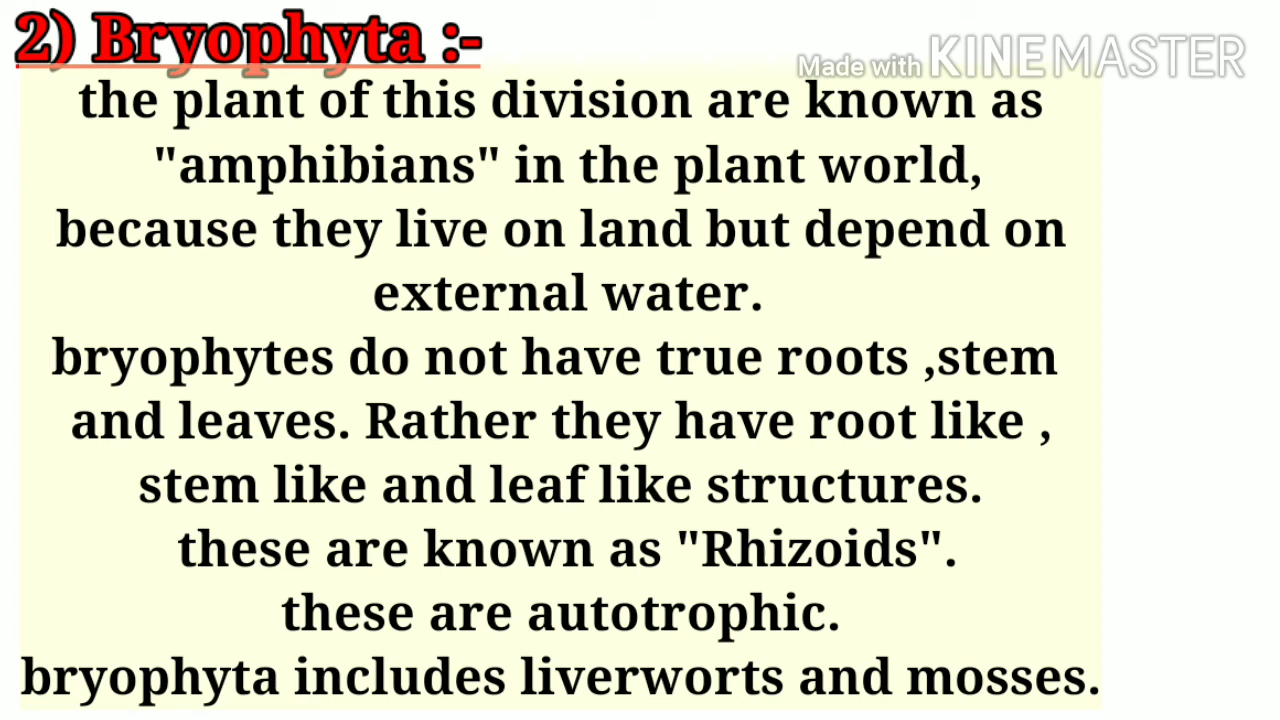 2) Bryophyta :-
Made with KINEMASTER
the plant of this division are known as
"amphibians" in the plant world,
because they live on land but depend on
external water.
bryophytes do not have true roots ,stem
and leaves. Rather they have root like ,
stem like and leaf like structures.
these are known as "Rhizoids".
these are autotrophic.
bryophyta includes liverworts and mosses.